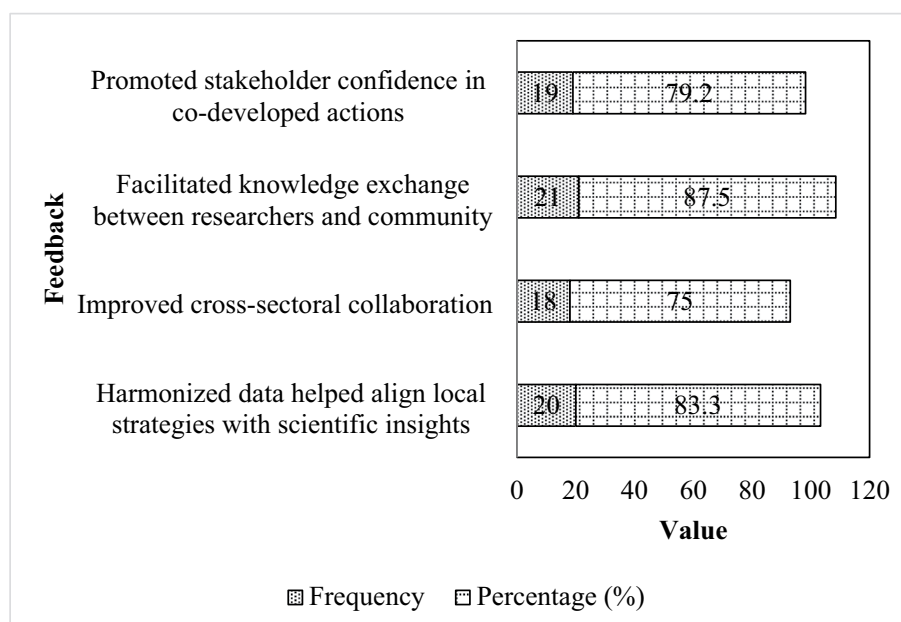 Feedback
Promoted stakeholder confidence in
co-developed actions
19 79.2
Facilitated knowledge exchange
between researchers and community
21 87.5
Improved cross-sectoral collaboration
18 75
Harmonized data helped align local
strategies with scientific insights
20 83.3
0 20 40 60 80 100 120
Value
Frequency Percentage (%)